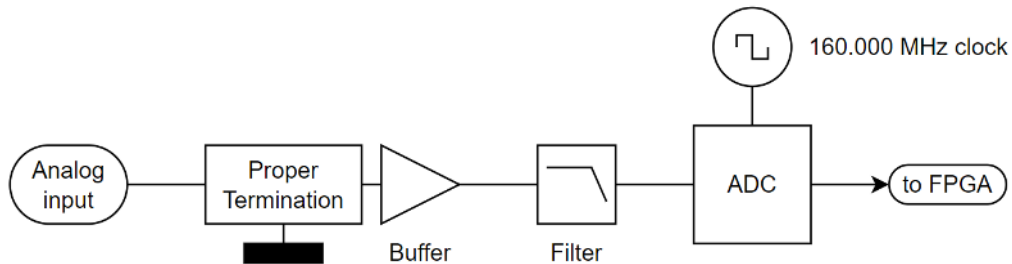 160.000 MHz clock
Analog
input
Proper
Termination
ADC
to FPGA
Buffer
Filter